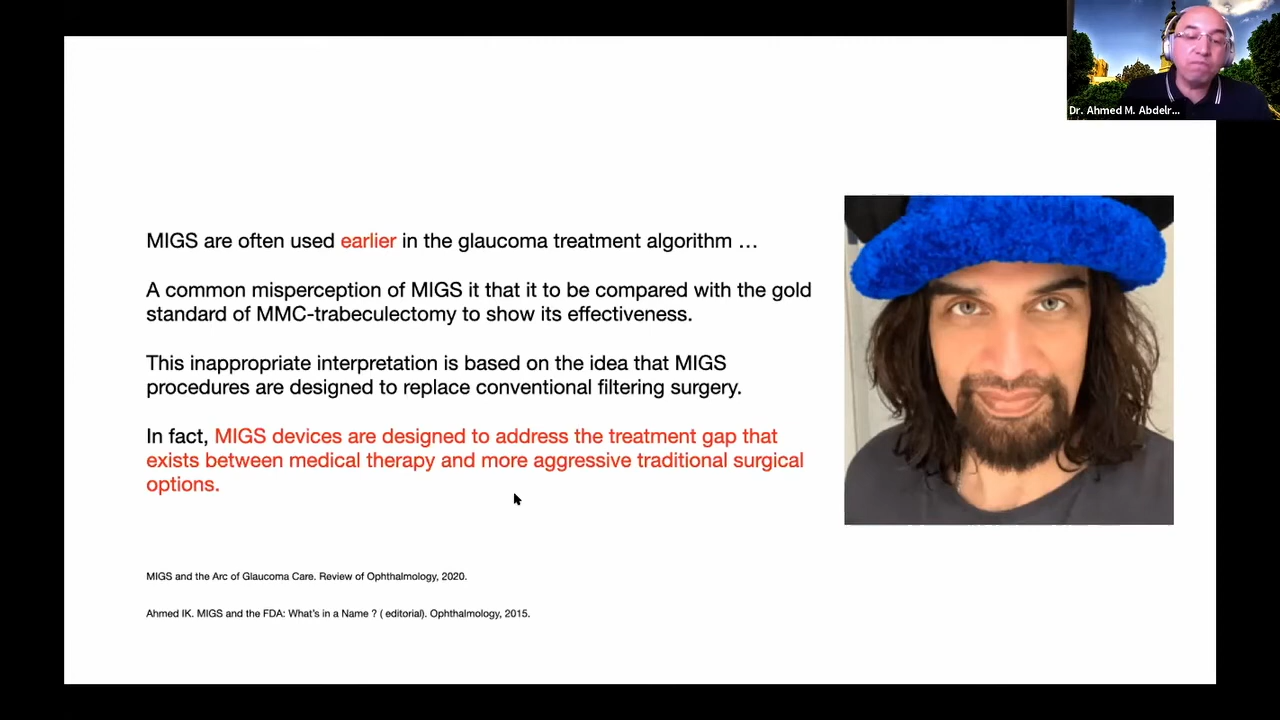 Dr. Ahmed M. Abdelr...
MIGS are often used earlier in the glaucoma treatment algorithm …
A common misperception of MIGS it that it to be compared with the gold
standard of MMC-trabeculectomy to show its effectiveness.
This inappropriate interpretation is based on the idea that MIGS
procedures are designed to replace conventional filtering surgery.
In fact, MIGS devices are designed to address the treatment gap that
exists between medical therapy and more aggressive traditional surgical
options.
MIGS and the Arc of Glaucoma Care. Review of Ophthalmology, 2020.
Ahmed IK. MIGS and the FDA: What's in a Name ? ( editorial). Ophthalmology, 2015.